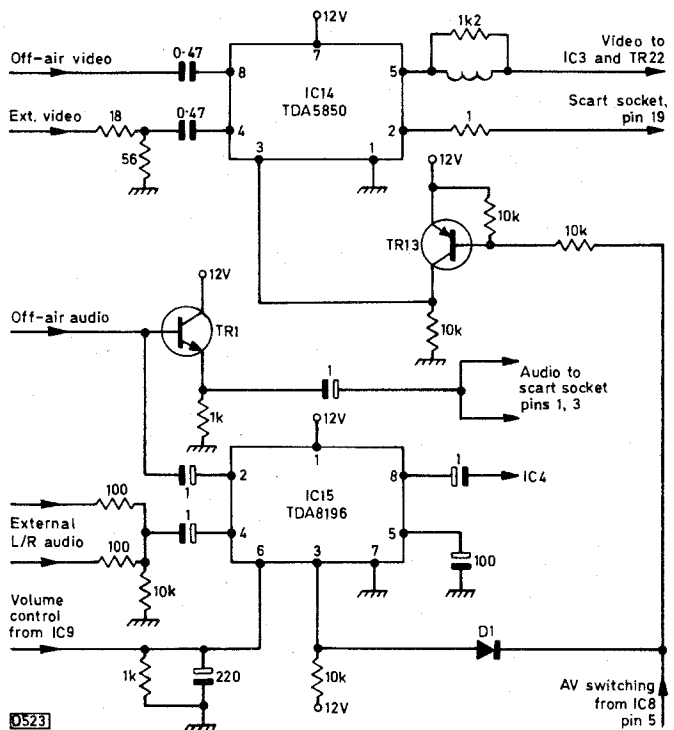 12V
1k2
Off-air video
0·47
8
7
IC14
TDA5850
5
Video to
IC3 and TR22
Ext. video
18
0·47
4
56
3
1
2
1
Scart socket,
pin 19
12V
10k
TR13
10k
10k
12V
Off-air audio
TR1
1
1k
Audio to
scart socket
pins 1, 3
12V
1
1
2
IC15
TDA8196
8
1
IC4
100
External
L/R audio
100
1
4
5
100
10k
6
3
7
Volume
control
from IC9
1k
220
10k
12V
D1
AV switching
from IC8
pin 5
D523